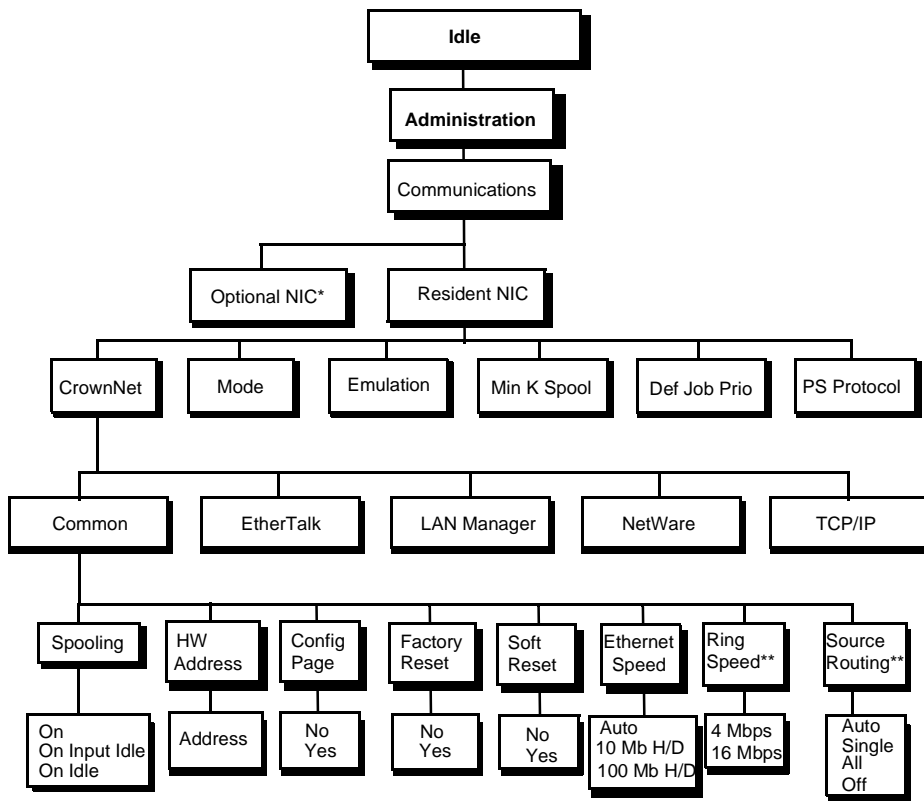 Idle
Administration
Communications
Optional NIC*
Resident NIC
CrownNet
Mode
Emulation
Min K Spool
Def Job Prio
PS Protocol
Common
EtherTalk
LAN Manager
NetWare
TCP/IP
Spooling
HW
Address
Config
Page
Factory
Reset
Soft
Reset
Ethernet
Speed
Ring
Speed**
Source
Routing**
On
On Input Idle
On Idle
Address
No
Yes
No
Yes
No
Yes
Auto
10 Mb H/D
100 Mb H/D
4 Mbps
16 Mbps
Auto
Single
All
Off